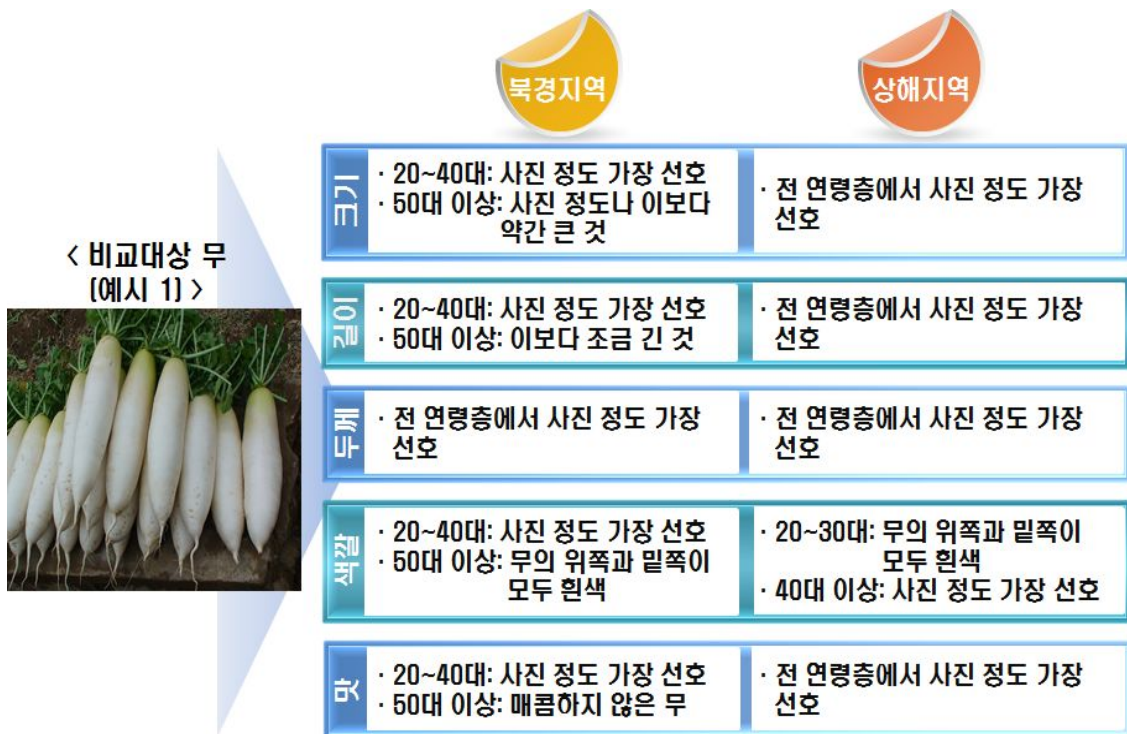 북경지역
상해지역
< 비교대상 무
(예시 1) >
크기
· 20~40대: 사진 정도 가장 선호
· 50대 이상: 사진 정도나 이보다
약간 큰 것
· 전 연령층에서 사진 정도 가장
선호
길이
· 20~40대: 사진 정도 가장 선호
· 50대 이상: 이보다 조금 긴 것
· 전 연령층에서 사진 정도 가장
선호
두께
· 전 연령층에서 사진 정도 가장
선호
· 전 연령층에서 사진 정도 가장
선호
색깔
· 20~40대: 사진 정도 가장 선호
· 50대 이상: 무의 위쪽과 밑쪽이
모두 흰색
· 20~30대: 무의 위쪽과 밑쪽이
모두 흰색
· 40대 이상: 사진 정도 가장 선호
맛
· 20~40대: 사진 정도 가장 선호
· 50대 이상: 매콤하지 않은 무
· 전 연령층에서 사진 정도 가장
선호